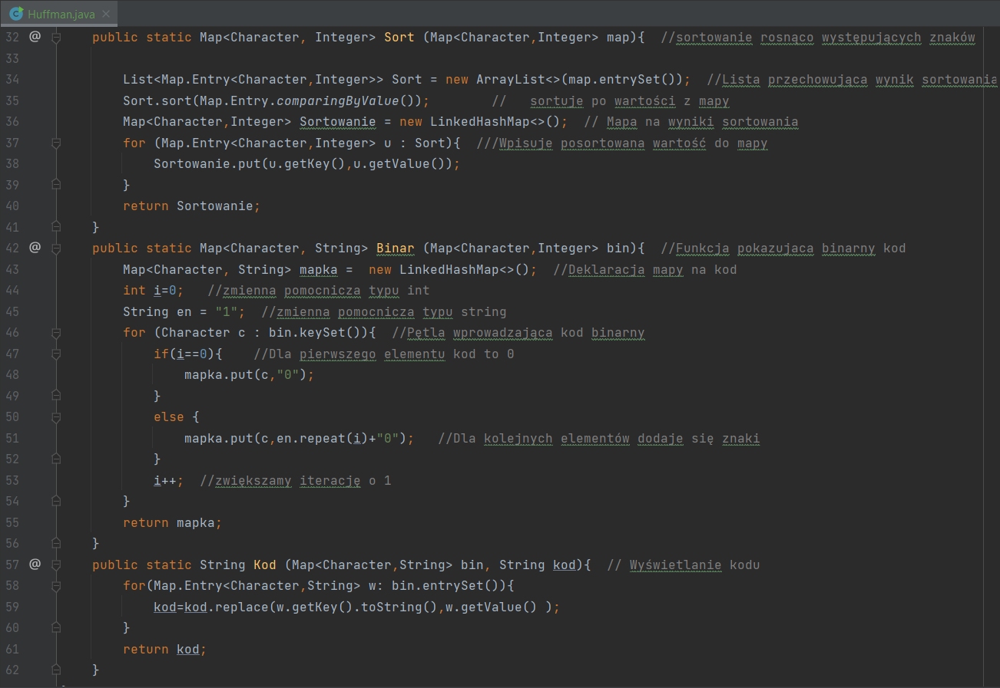 Huffman.java
32 @ public static Map<Character, Integer> Sort (Map<Character,Integer> map){  //sortowanie rosnąco występujących znaków
33
34 List<Map.Entry<Character,Integer>> Sort = new ArrayList<>(map.entrySet());  //Lista przechowująca wynik sortowania
35 Sort.sort(Map.Entry.comparingByValue());        //   sortuje po wartości z mapy
36 Map<Character,Integer> Sortowanie = new LinkedHashMap<>();  // Mapa na wyniki sortowania
37 for (Map.Entry<Character,Integer> u : Sort){  ///Wpisuje posortowana wartość do mapy
38 Sortowanie.put(u.getKey(),u.getValue());
39 }
40 return Sortowanie;
41 }
42 @ public static Map<Character, String> Binar (Map<Character,Integer> bin){  //Funkcja pokazujaca binarny kod
43 Map<Character, String> mapka =  new LinkedHashMap<>();  //Deklaracja mapy na kod
44 int i=0;   //zmienna pomocnicza typu int
45 String en = "1";  //zmienna pomocnicza typu string
46 for (Character c : bin.keySet()){  //Pętla wprowadzająca kod binarny
47 if(i==0){    //Dla pierwszego elementu kod to 0
48 mapka.put(c,"0");
49 }
50 else {
51 mapka.put(c,en.repeat(i)+"0");   //Dla kolejnych elementów dodaje się znaki
52 }
53 i++;  //zwiększamy iterację o 1
54 }
55 return mapka;
56 }
57 @ public static String Kod (Map<Character,String> bin, String kod){  // Wyświetlanie kodu
58 for(Map.Entry<Character,String> w: bin.entrySet()){
59 kod=kod.replace(w.getKey().toString(),w.getValue() );
60 }
61 return kod;
62 }